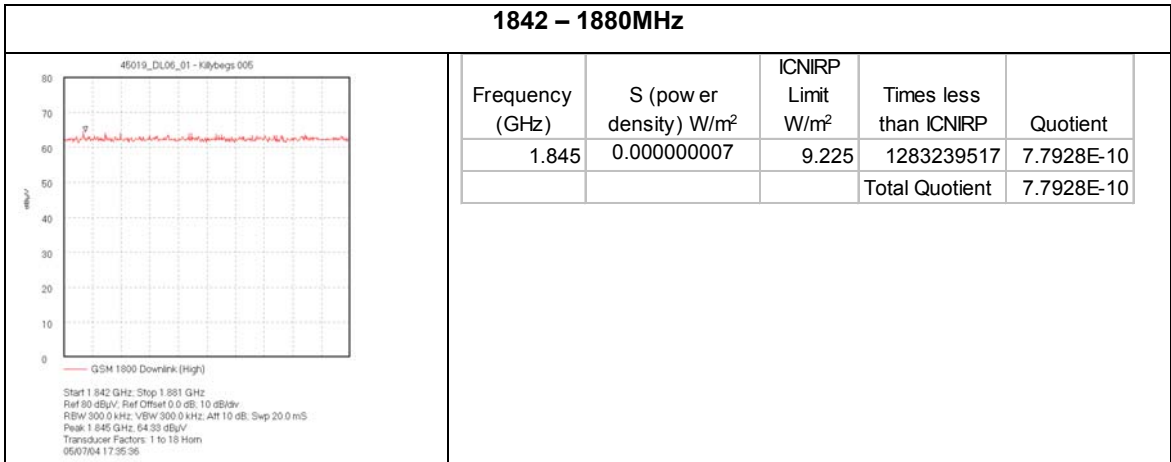 1842 – 1880MHz
45019_DL06_01 - Killybegs 005
80
70
60
50
40
30
20
10
0
dBµV
GSM 1800 Downlink (High)
Start 1.842 GHz; Stop 1.881 GHz
Ref 80 dBµV; Ref Offset 0.0 dB; 10 dB/div
RBW 300.0 kHz; VBW 300.0 kHz; Att 10 dB; Swp 20.0 mS
Peak 1.845 GHz, 64.33 dBµV
Transducer Factors: 1 to 18 Horn
05/07/04 17:35:36
Frequency (GHz) S (pow er density) W/m² ICNIRP Limit W/m² Times less than ICNIRP Quotient
1.845 0.000000007 9.225 1283239517 7.7928E-10
Total Quotient 7.7928E-10